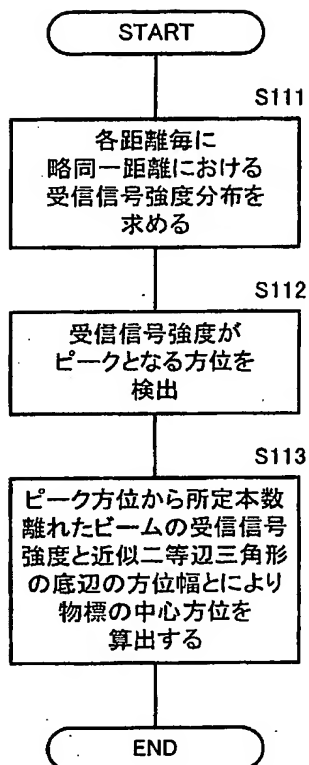 START
S111
各距離毎に
略同一距離における
受信信号強度分布を
求める
S112
受信信号強度が
ピークとなる方位を
検出
S113
ピーク方位から所定本数
離れたビームの受信信号
強度と近似二等辺三角形
の底辺の方位幅とにより
物標の中心方位を
算出する
END